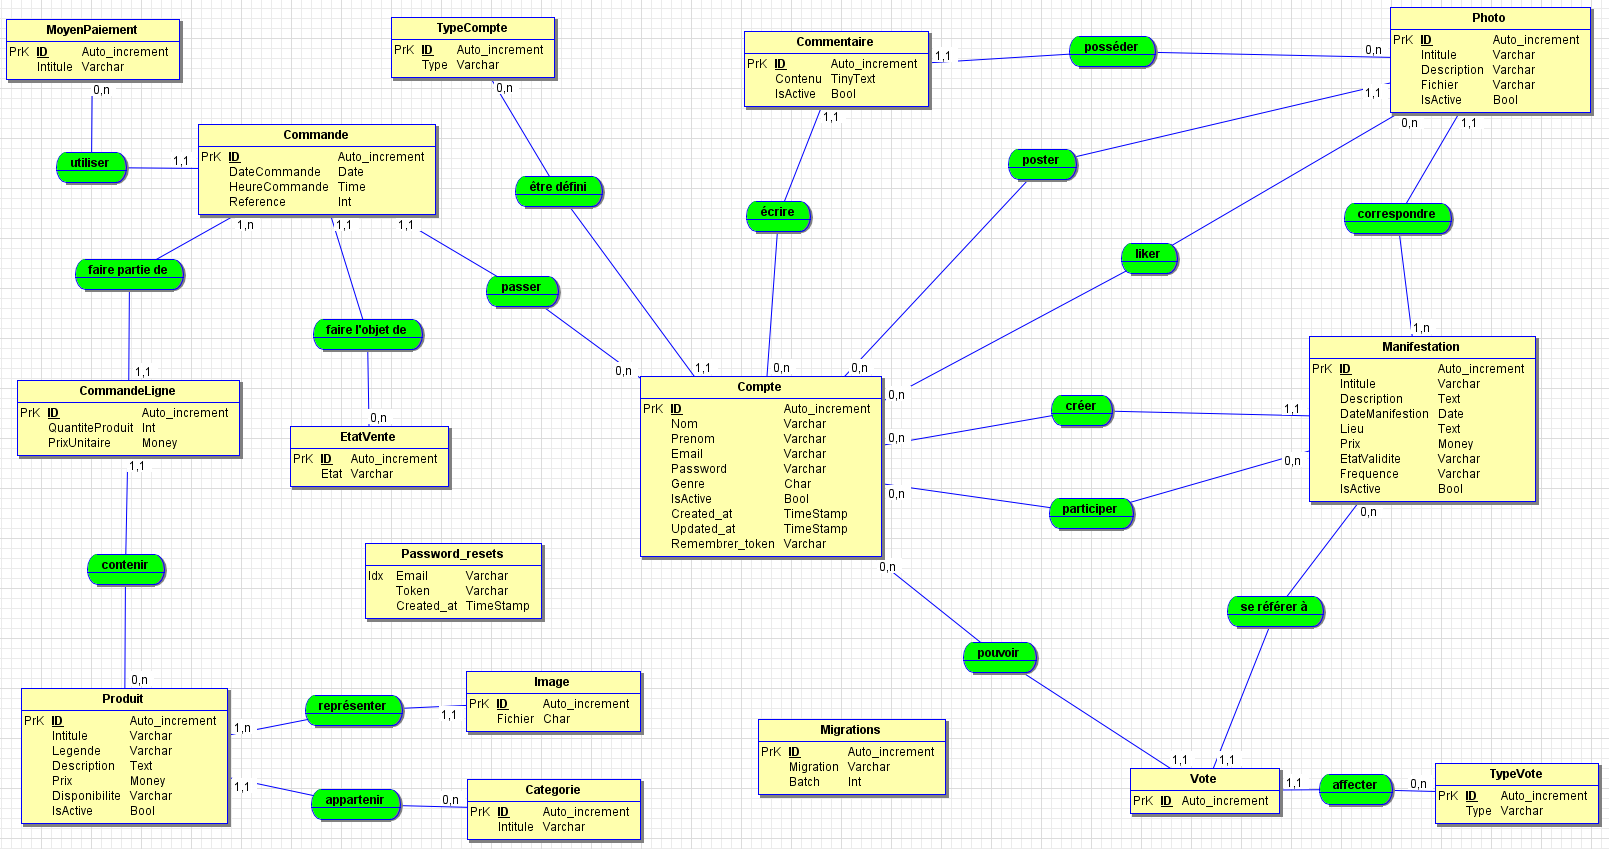 MoyenPaiement
PrK ID Auto_increment
Intitule Varchar
0,n
utiliser
1,1
TypeCompte
PrK ID Auto_increment
Type Varchar
0,n
être défini
1,1
Commentaire
PrK ID Auto_increment
Contenu TinyText
IsActive Bool
1,1
posséder
0,n
1,1
écrire
0,n
Photo
PrK ID Auto_increment
Intitule Varchar
Description Varchar
Fichier Varchar
IsActive Bool
1,1
poster
0,n
0,n
liker
0,n
1,1
correspondre
1,n
Commande
PrK ID Auto_increment
DateCommande Date
HeureCommande Time
Reference Int
1,n
faire partie de
1,1
1,1
faire l'objet de
0,n
1,1
passer
0,n
CommandeLigne
PrK ID Auto_increment
QuantiteProduit Int
PrixUnitaire Money
1,1
contenir
0,n
EtatVente
PrK ID Auto_increment
Etat Varchar
Compte
PrK ID Auto_increment
Nom Varchar
Prenom Varchar
Email Varchar
Password Varchar
Genre Char
IsActive Bool
Created_at TimeStamp
Updated_at TimeStamp
Remembrer_token Varchar
0,n
créer
1,1
0,n
participer
0,n
Manifestation
PrK ID Auto_increment
Intitule Varchar
Description Text
DateManifestion Date
Lieu Text
Prix Money
EtatValidite Varchar
Frequence Varchar
IsActive Bool
0,n
se référer à
1,1
0,n
pouvoir
1,1
Password_resets
Idx Email Varchar
Token Varchar
Created_at TimeStamp
Produit
PrK ID Auto_increment
Intitule Varchar
Legende Varchar
Description Text
Prix Money
Disponibilite Varchar
IsActive Bool
1,n
représenter
1,1
Image
PrK ID Auto_increment
Fichier Char
1,1
appartenir
0,n
Categorie
PrK ID Auto_increment
Intitule Varchar
Migrations
PrK ID Auto_increment
Migration Varchar
Batch Int
Vote
PrK ID Auto_increment
1,1
affecter
0,n
TypeVote
PrK ID Auto_increment
Type Varchar